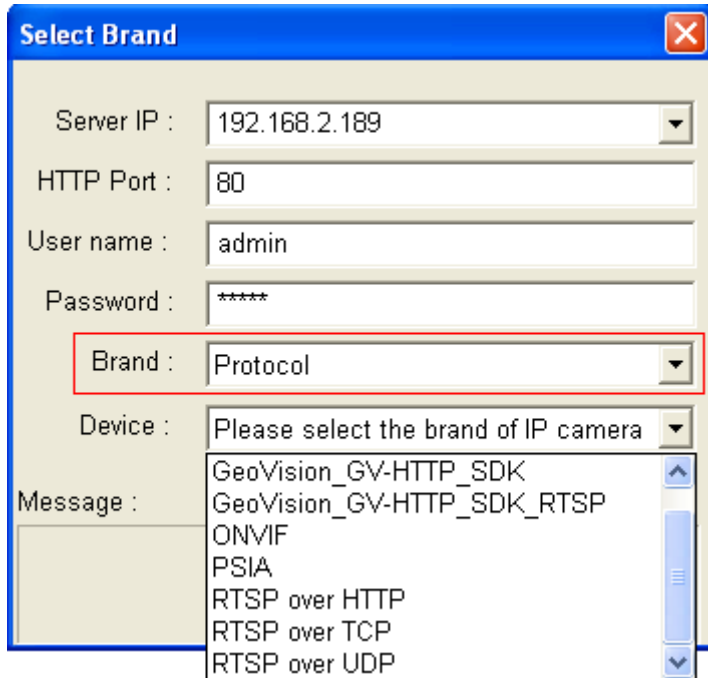 Select Brand
Server IP : 192.168.2.189
HTTP Port : 80
User name : admin
Password : *****
Brand : Protocol
Device : Please select the brand of IP camera
GeoVision_GV-HTTP_SDK
Message : GeoVision_GV-HTTP_SDK_RTSP
ONVIF
PSIA
RTSP over HTTP
RTSP over TCP
RTSP over UDP